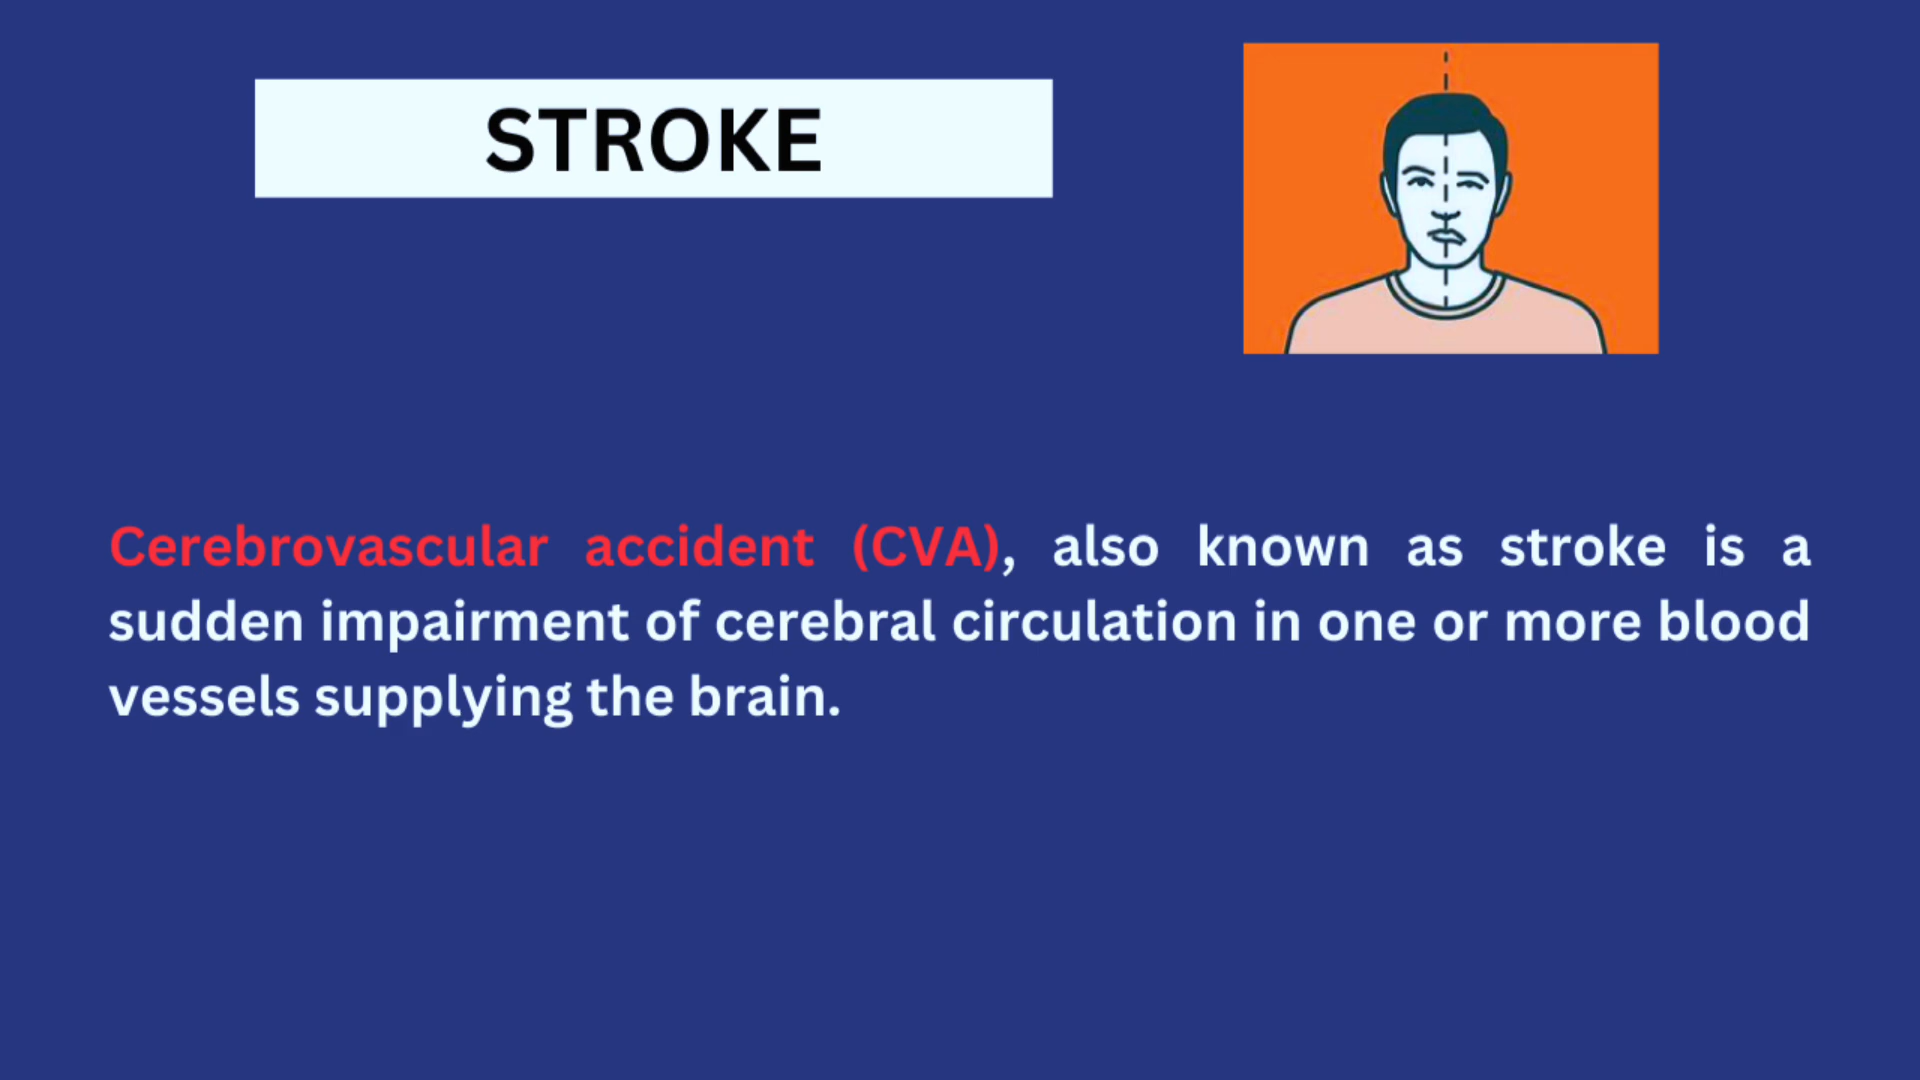 STROKE
Cerebrovascular accident (CVA), also known as stroke is a
sudden impairment of cerebral circulation in one or more blood
vessels supplying the brain.